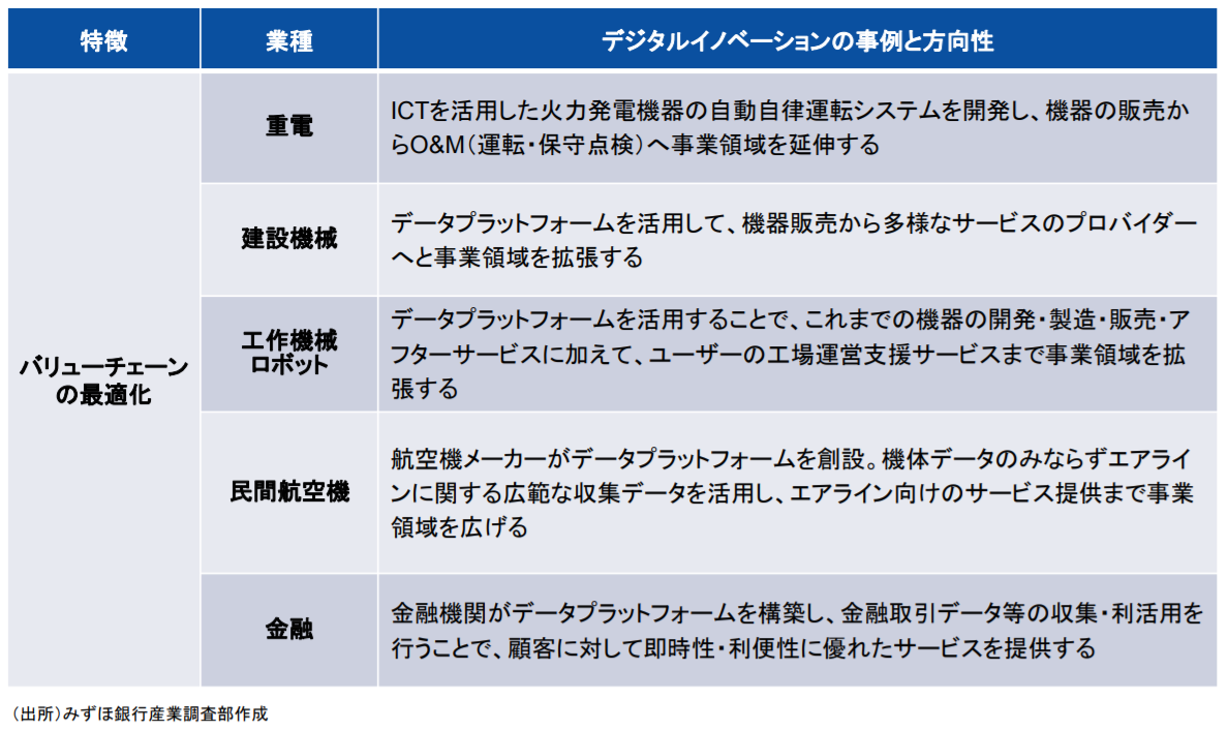 特徴
業種
デジタルイノベーションの事例と方向性
バリューチェーン
の最適化
重電
ICTを活用した火力発電機器の自動自律運転システムを開発し、機器の販売か
らO&M（運転・保守点検）へ事業領域を延伸する
建設機械
データプラットフォームを活用して、機器販売から多様なサービスのプロバイダー
へと事業領域を拡張する
工作機械
ロボット
データプラットフォームを活用することで、これまでの機器の開発・製造・販売・ア
フターサービスに加えて、ユーザーの工場運営支援サービスまで事業領域を拡
張する
民間航空機
航空機メーカーがデータプラットフォームを創設。機体データのみならずエアライ
ンに関する広範な収集データを活用し、エアライン向けのサービス提供まで事業
領域を広げる
金融
金融機関がデータプラットフォームを構築し、金融取引データ等の収集・利活用を
行うことで、顧客に対して即時性・利便性に優れたサービスを提供する
（出所）みずほ銀行産業調査部作成